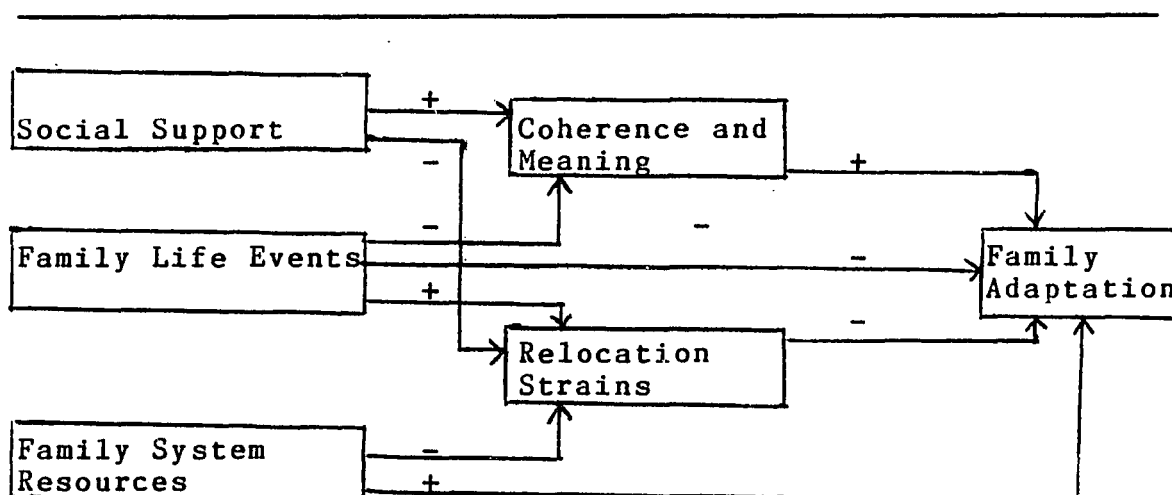 +
Social Support
Coherence and
Meaning
-
+
-
-
Family Life Events
-
Family
Adaptation
+
-
Relocation
Strains
Family System
Resources
-
+